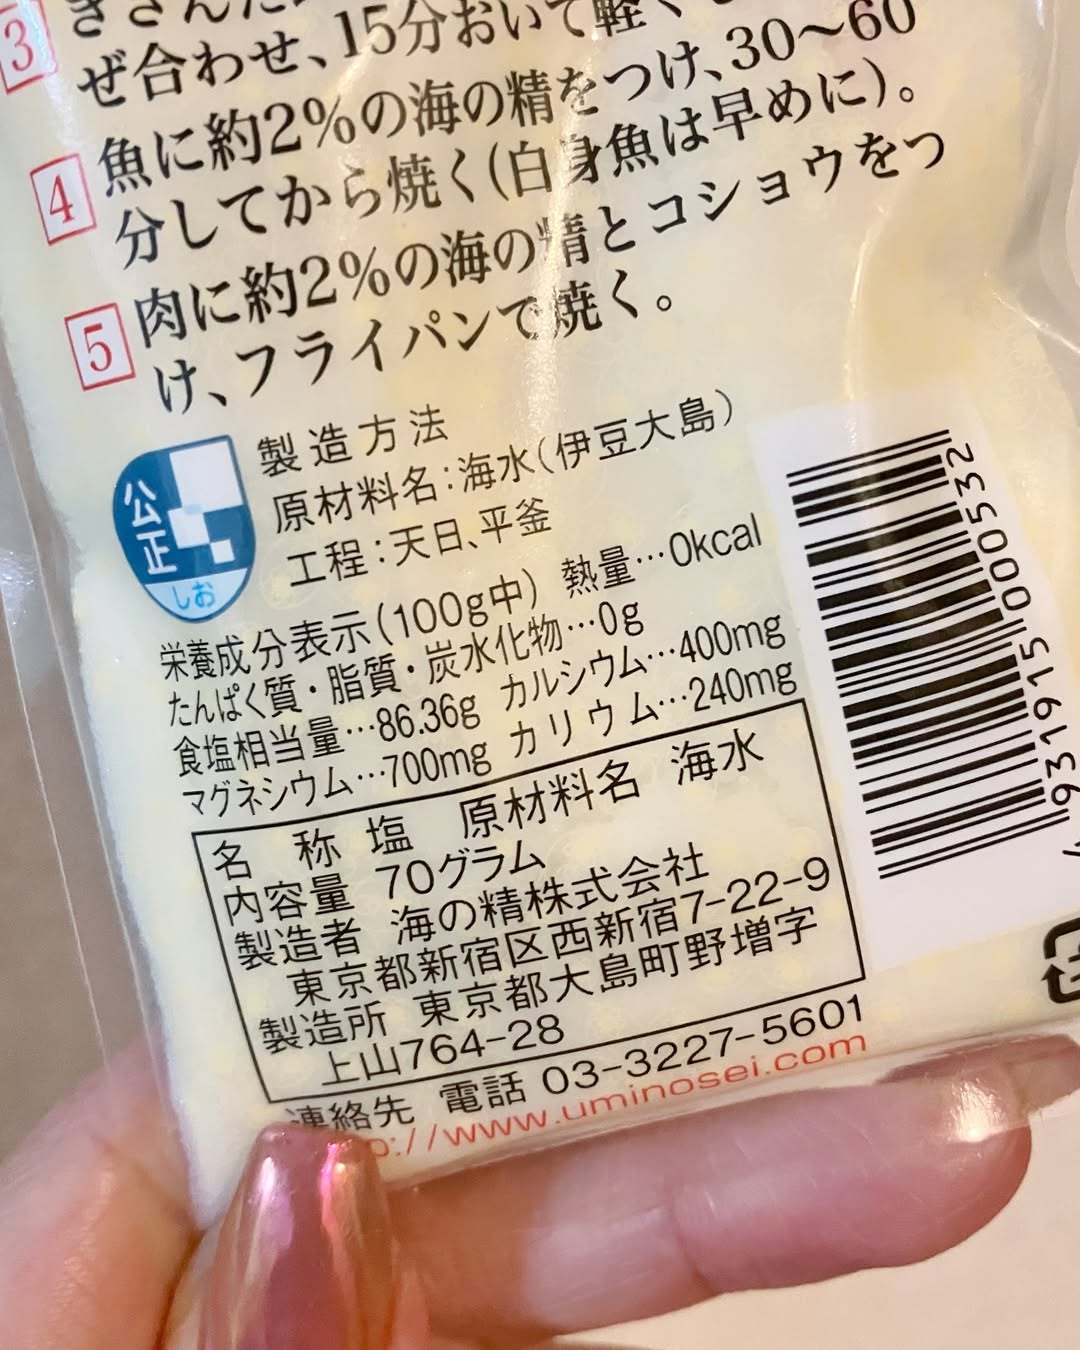 3
ぜ合わせ、15分おいて軽く
4 魚に約2%の海の精をつけ、30〜60
分してから焼く(白身魚は早めに)。
5 肉に約2%の海の精とコショウをつ
け、フライパンで焼く。
公正
しお
製造方法
原材料名:海水(伊豆大島)
工程:天日、平釜
栄養成分表示(100g中) 熱量…0kcal
たんぱく質・脂質・炭水化物…0g
食塩相当量…86.36g カルシウム…400mg
マグネシウム…700mg カリウム…240mg
名 称 塩 原材料名 海水
内容量 70グラム
製造者 海の精株式会社
東京都新宿区西新宿7-22-9
製造所 東京都大島町野増字
上山764-28
連絡先 電話 03-3227-5601
p://www.uminosei.com
4 931915 000532